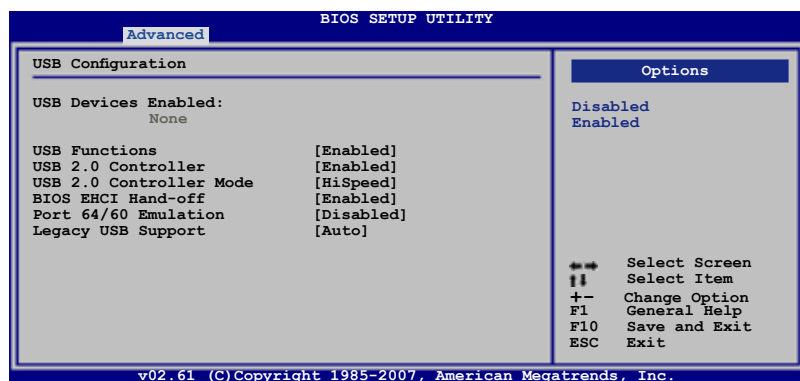 BIOS SETUP UTILITY
Advanced
USB Configuration
USB Devices Enabled:
None
USB Functions [Enabled]
USB 2.0 Controller [Enabled]
USB 2.0 Controller Mode [HiSpeed]
BIOS EHCI Hand-off [Enabled]
Port 64/60 Emulation [Disabled]
Legacy USB Support [Auto]
Options
Disabled
Enabled
←→ Select Screen
↑↓ Select Item
+- Change Option
F1 General Help
F10 Save and Exit
ESC Exit
v02.61 (C)Copyright 1985-2007, American Megatrends, Inc.